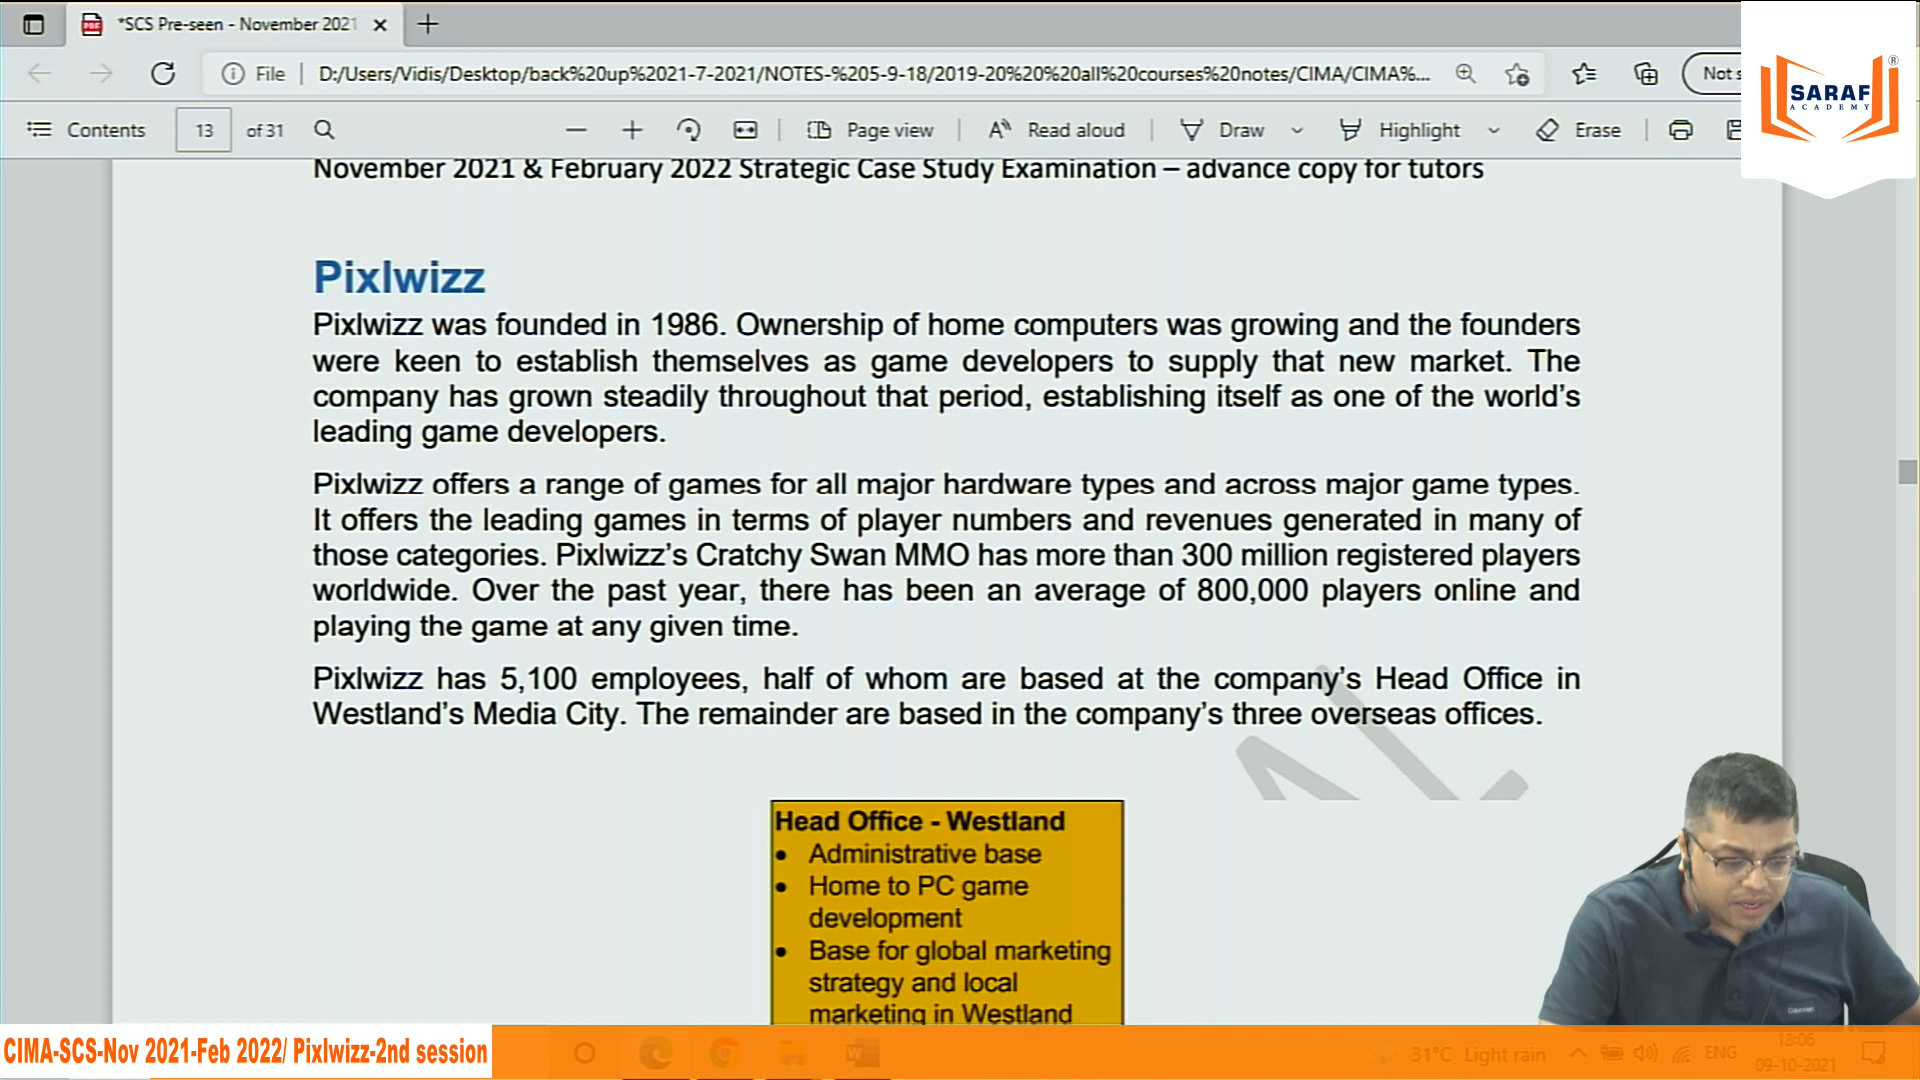 *SCS Pre-seen - November 2021
File
D:/Users/Vidis/Desktop/back%20up%2021-7-2021/NOTES-%205-9-18/2019-20%20%20all%20courses%20notes/CIMA/CIMA%...
Not s
SARAF
ACADEMY
®
Contents
13 of 31
Page view
Read aloud
Draw
Highlight
Erase
November 2021 & February 2022 Strategic Case Study Examination – advance copy for tutors
Pixlwizz
Pixlwizz was founded in 1986. Ownership of home computers was growing and the founders
were keen to establish themselves as game developers to supply that new market. The
company has grown steadily throughout that period, establishing itself as one of the world's
leading game developers.
Pixlwizz offers a range of games for all major hardware types and across major game types.
It offers the leading games in terms of player numbers and revenues generated in many of
those categories. Pixlwizz's Cratchy Swan MMO has more than 300 million registered players
worldwide. Over the past year, there has been an average of 800,000 players online and
playing the game at any given time.
Pixlwizz has 5,100 employees, half of whom are based at the company's Head Office in
Westland's Media City. The remainder are based in the company's three overseas offices.
Head Office - Westland
• Administrative base
• Home to PC game
development
• Base for global marketing
strategy and local
marketing in Westland
CIMA-SCS-Nov 2021-Feb 2022/ Pixlwizz-2nd session
31°C Light rain
ENG
18:06
09-10-2021